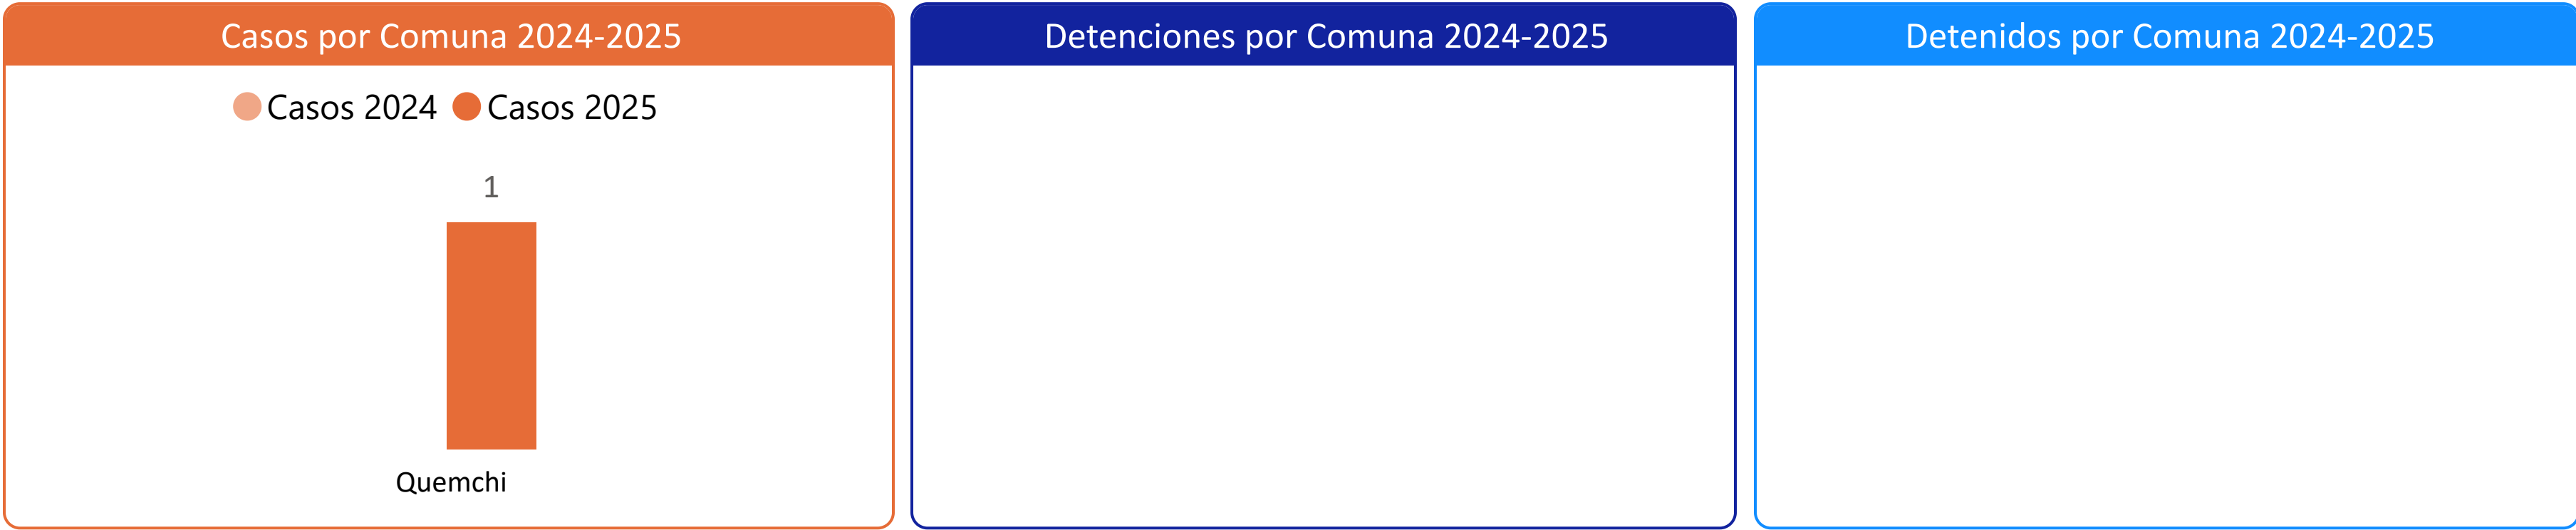 Casos por Comuna 2024-2025
Casos 2024 Casos 2025
1
Quemchi
Detenciones por Comuna 2024-2025
Detenidos por Comuna 2024-2025